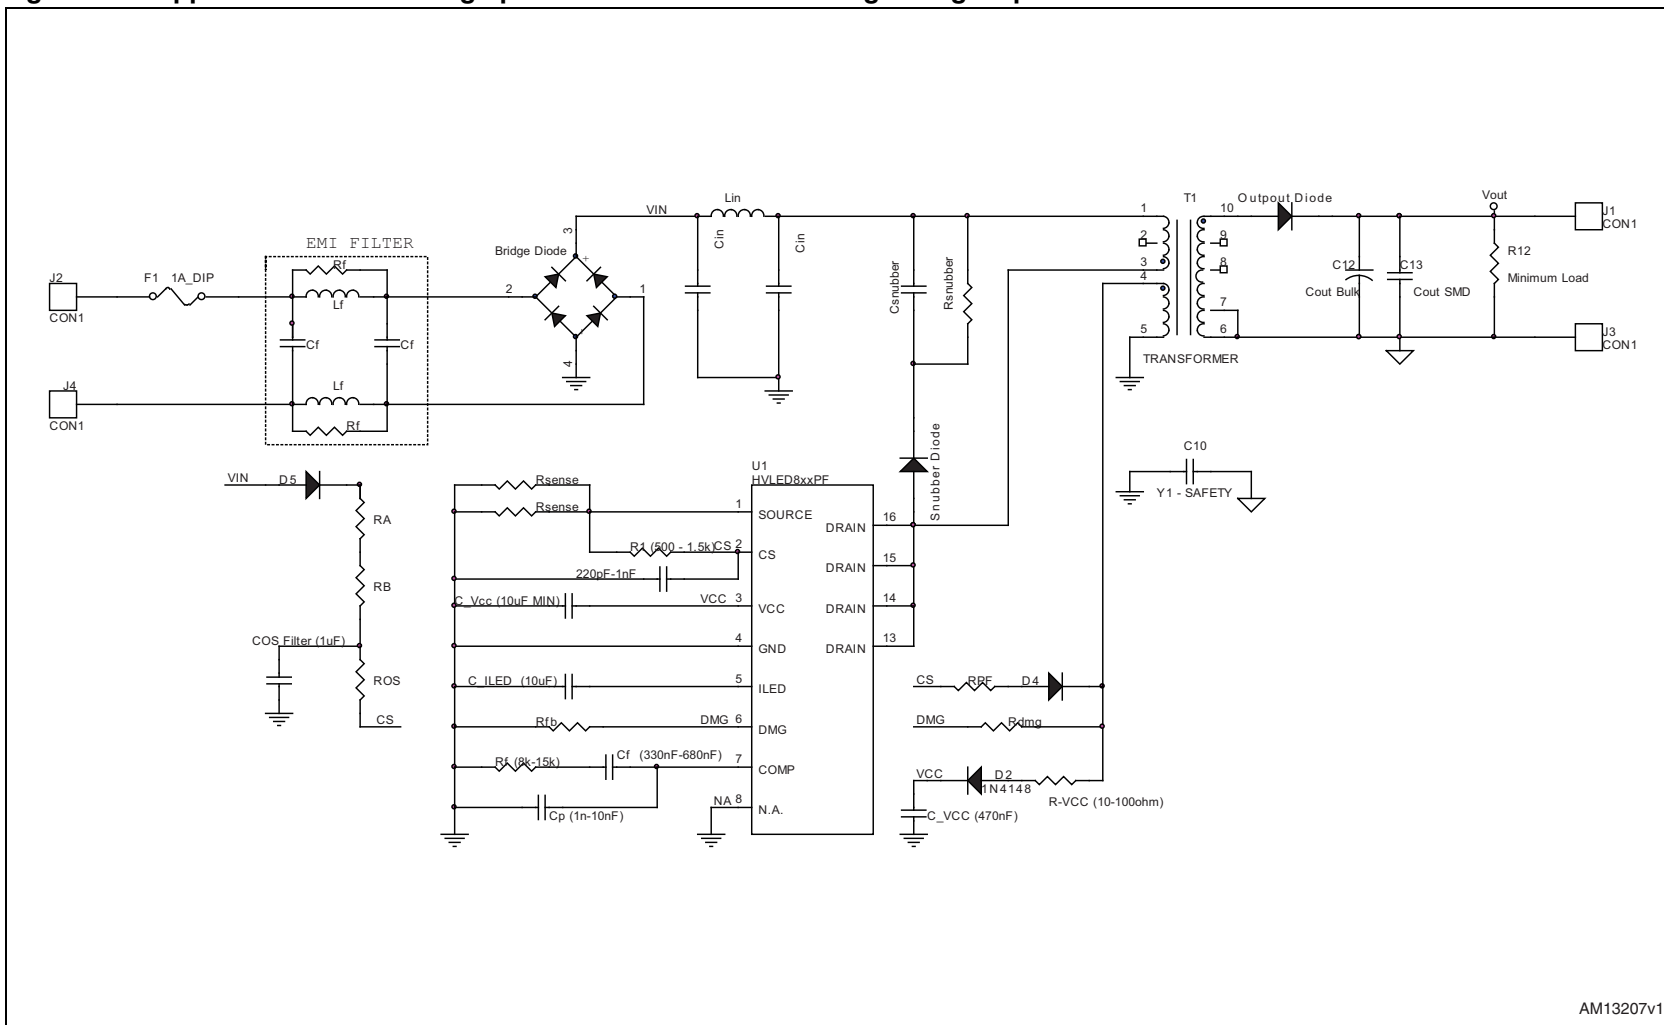 Lin
T1
Outpout Diode
Vout
VIN
1
10
J1
CON1
3
Cin
Cin
2
9
EMI FILTER
Bridge Diode
+
Rf
3
8
C12
C13
R12
J2
F1 1A_DIP
2
1
Csnubber
Rsnubber
4
Cout Bulk
Cout SMD
Minimum Load
Lf
7
CON1
Cf
Cf
5
6
J3
CON1
4
TRANSFORMER
J4
Lf
CON1
Rf
Snubber Diode
C10
VIN
D5
U1
HVLED8xxPF
Y1 - SAFETY
Rsense
Rsense
1
SOURCE
16
DRAIN
RA
R1 (500 - 1.5k)
CS
2
CS
15
DRAIN
220pF-1nF
RB
C_Vcc (10uF MIN)
VCC
3
VCC
14
DRAIN
COS Filter (1uF)
4
GND
13
DRAIN
ROS
C_ILED (10uF)
5
ILED
CS
RPF
D4
CS
Rfb
DMG
6
DMG
DMG
Rdmg
Rf (8k-15k)
Cf (330nF-680nF)
7
COMP
VCC
D2
1N4148
R-VCC (10-100ohm)
Cp (1n-10nF)
NA
8
N.A.
C_VCC (470nF)
AM13207v1